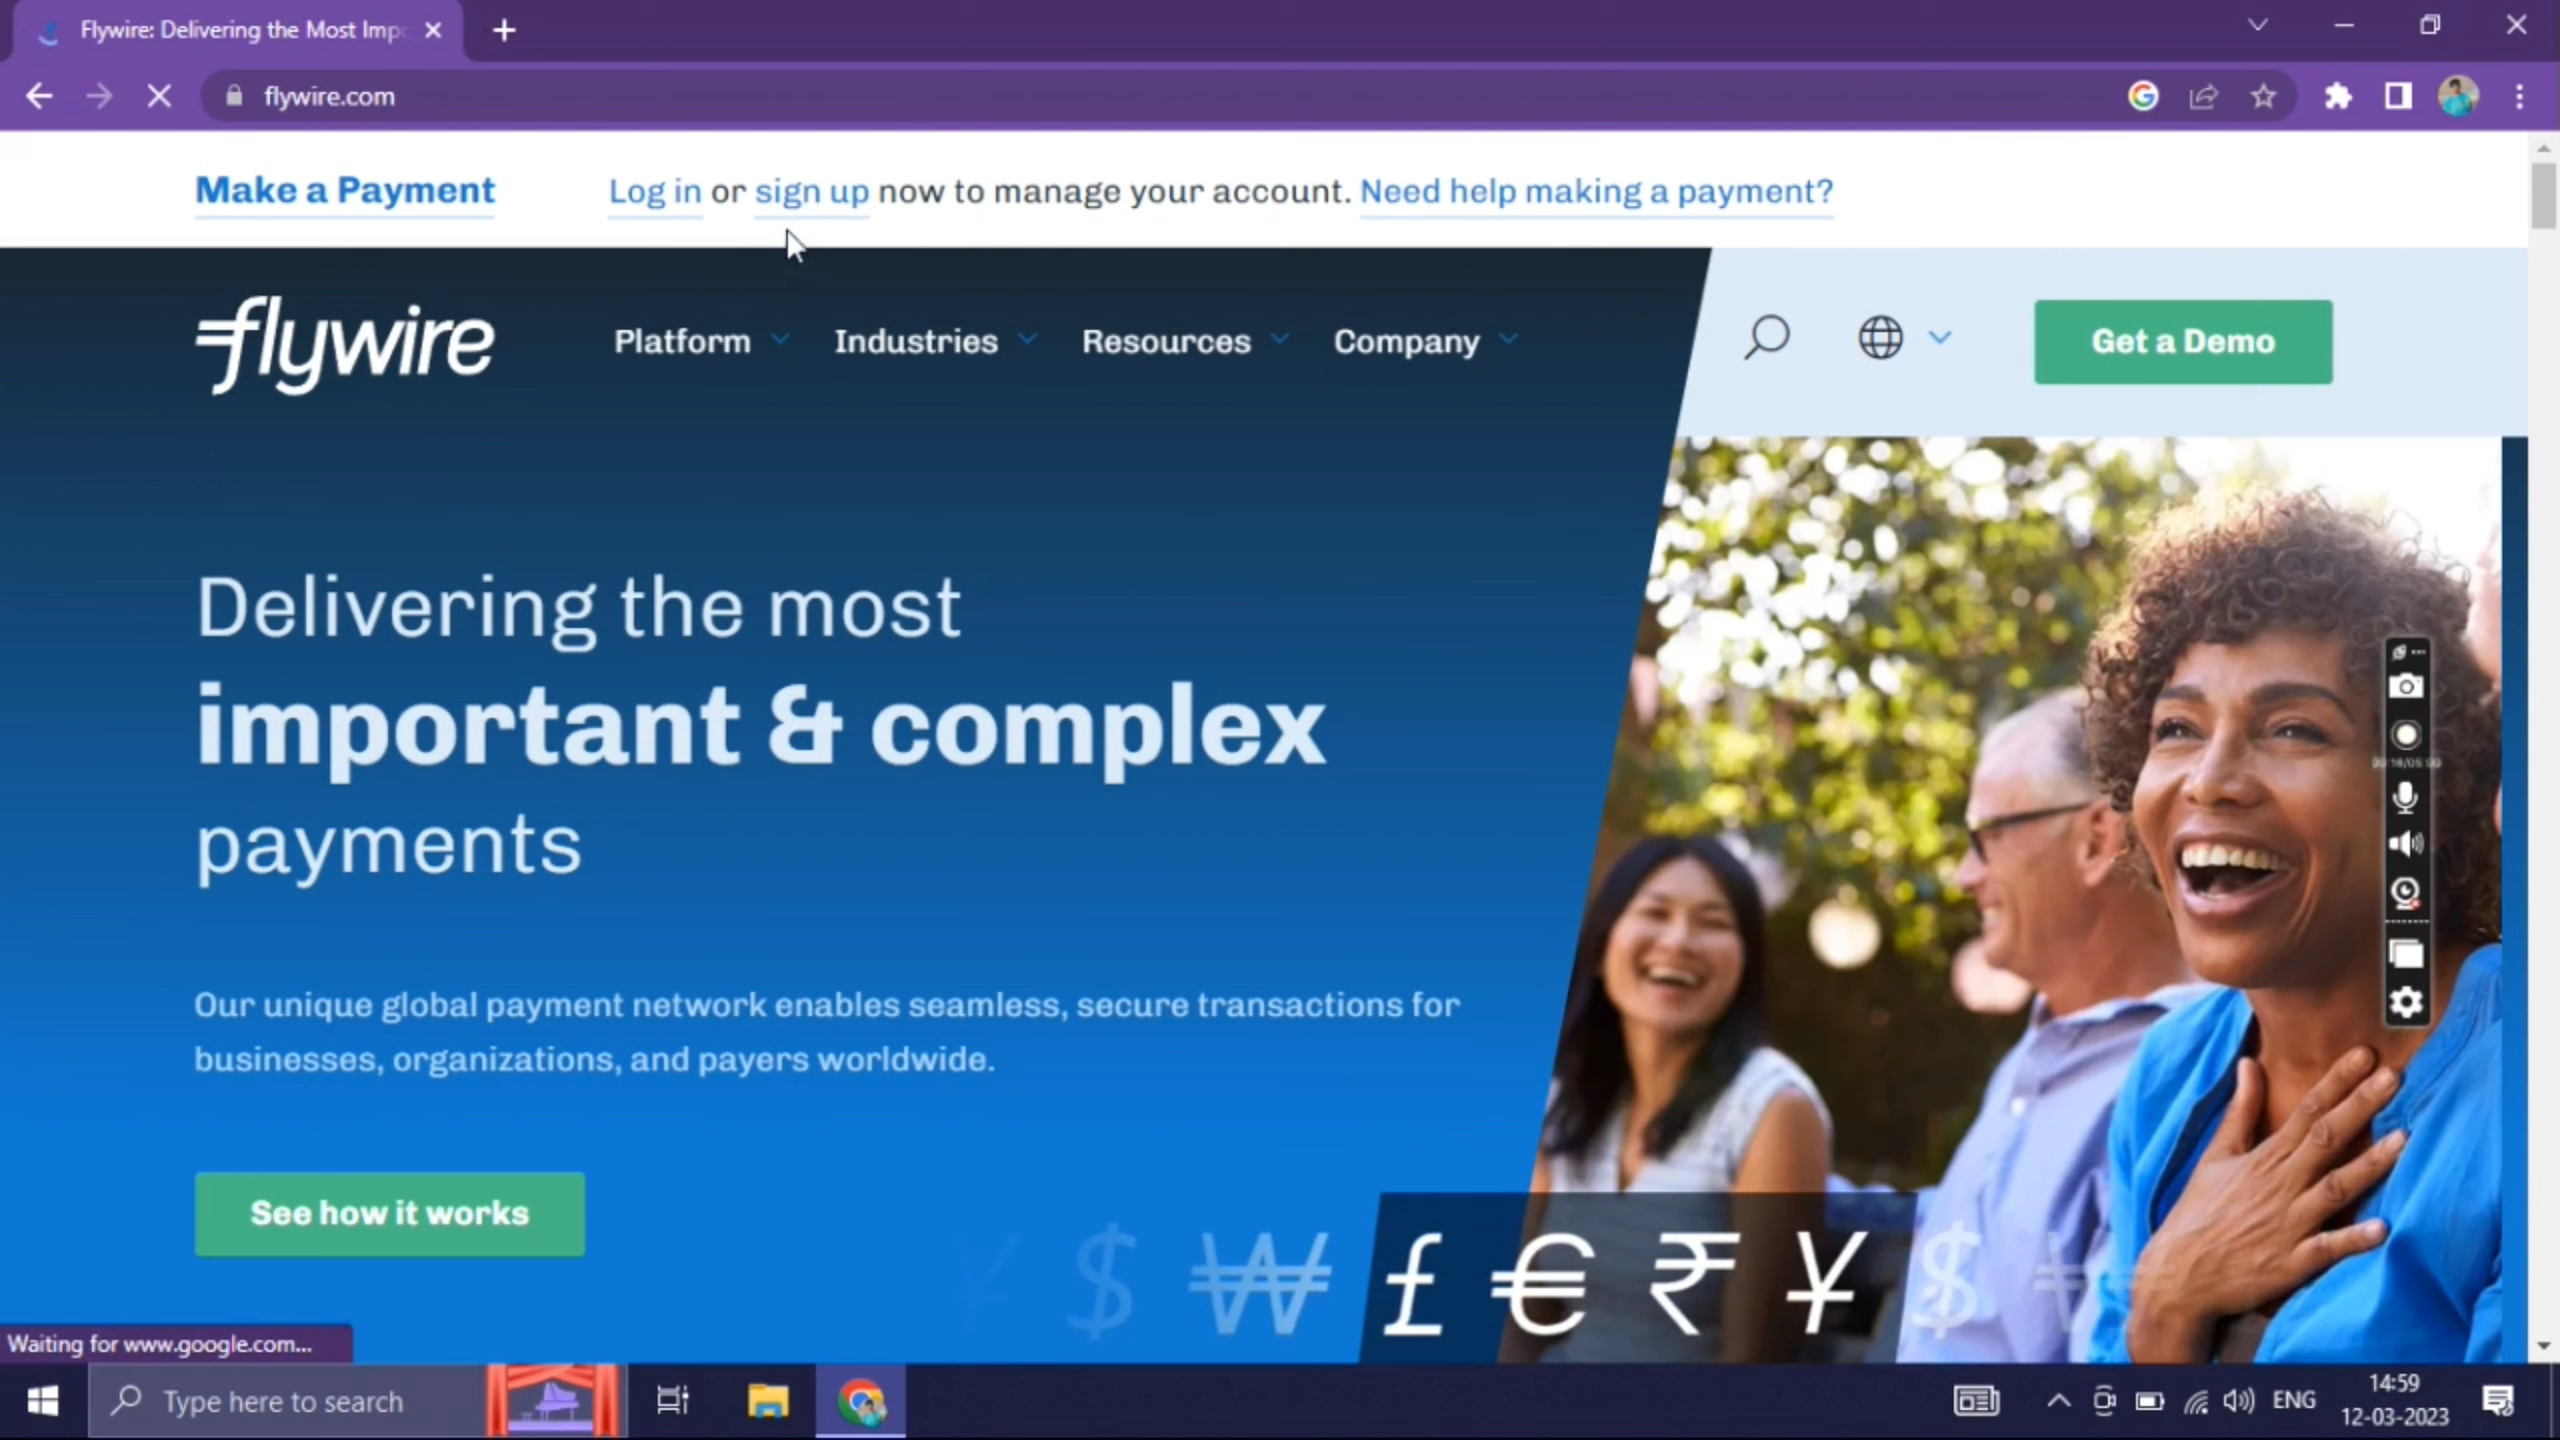 Flywire: Delivering the Most Impo
flywire.com
Make a Payment
Log in or sign up now to manage your account. Need help making a payment?
flywire
Platform
Industries
Resources
Company
Get a Demo
Delivering the most
important & complex
payments
Our unique global payment network enables seamless, secure transactions for
businesses, organizations, and payers worldwide.
See how it works
¥ $ ₩ £ € ₹ ¥ $ ₩
Waiting for www.google.com...
Type here to search
ENG
14:59
12-03-2023